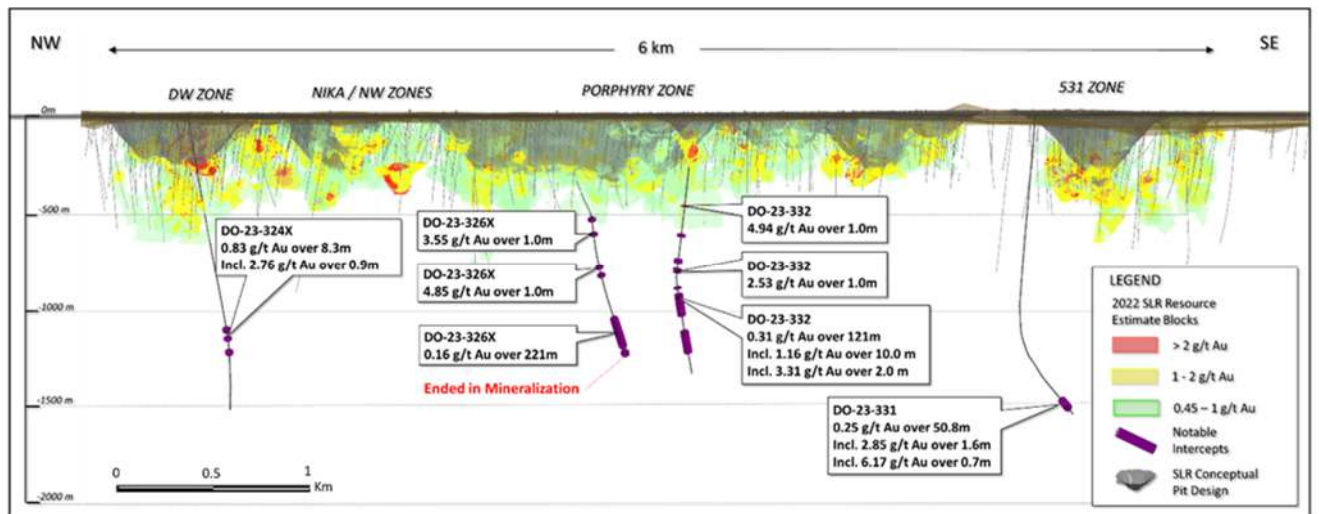 NW
6 km
SE
DW ZONE
NIKA / NW ZONES
PORPHYRY ZONE
531 ZONE
0m
-500 m
-1000 m
-1500 m
-2000 m
DO-23-324X
0.83 g/t Au over 8.3m
Incl. 2.76 g/t Au over 0.9m
DO-23-326X
3.55 g/t Au over 1.0m
DO-23-326X
4.85 g/t Au over 1.0m
DO-23-326X
0.16 g/t Au over 221m
Ended in Mineralization
DO-23-332
4.94 g/t Au over 1.0m
DO-23-332
2.53 g/t Au over 1.0m
DO-23-332
0.31 g/t Au over 121m
Incl. 1.16 g/t Au over 10.0 m
Incl. 3.31 g/t Au over 2.0 m
DO-23-331
0.25 g/t Au over 50.8m
Incl. 2.85 g/t Au over 1.6m
Incl. 6.17 g/t Au over 0.7m
LEGEND
2022 SLR Resource
Estimate Blocks
> 2 g/t Au
1 - 2 g/t Au
0.45 – 1 g/t Au
Notable
Intercepts
SLR Conceptual
Pit Design
0 0.5 1
Km